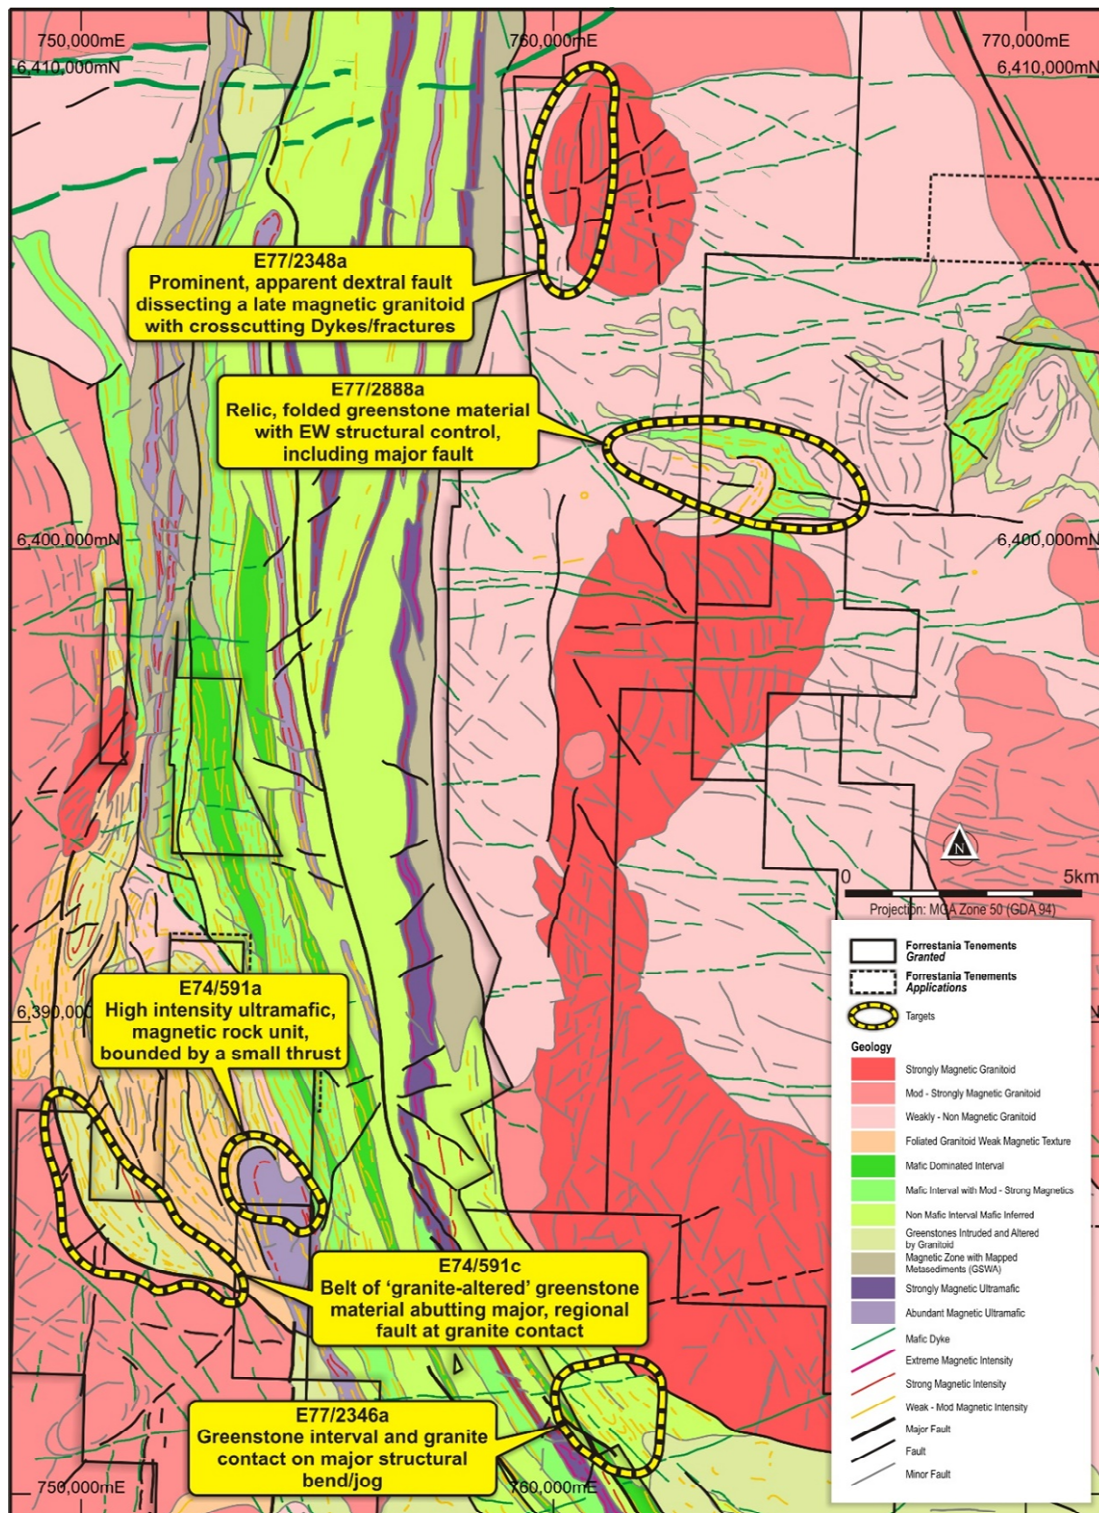 750,000mE
760,000mE
770,000mE
6,410,000mN
6,410,000mN
E77/2348a
Prominent, apparent dextral fault
dissecting a late magnetic granitoid
with crosscutting Dykes/fractures
E77/2888a
Relic, folded greenstone material
with EW structural control,
including major fault
6,400,000mN
6,400,000mN
N
0
5km
Projection: MGA Zone 50 (GDA 94)
E74/591a
High intensity ultramafic,
magnetic rock unit,
bounded by a small thrust
6,390,000
N
E74/591c
Belt of ‘granite-altered’ greenstone
material abutting major, regional
fault at granite contact
E77/2346a
Greenstone interval and granite
contact on major structural
bend/jog
750,000mE
760,000mE
Forrestania Tenements
Granted
Forrestania Tenements
Applications
Targets
Geology
Strongly Magnetic Granitoid
Mod - Strongly Magnetic Granitoid
Weakly - Non Magnetic Granitoid
Foliated Granitoid Weak Magnetic Texture
Mafic Dominated Interval
Mafic Interval with Mod - Strong Magnetics
Non Mafic Interval Mafic Inferred
Greenstones Intruded and Altered
by Granitoid
Magnetic Zone with Mapped
Metasediments (GSWA)
Strongly Magnetic Ultramafic
Abundant Magnetic Ultramafic
Mafic Dyke
Extreme Magnetic Intensity
Strong Magnetic Intensity
Weak - Mod Magnetic Intensity
Major Fault
Fault
Minor Fault